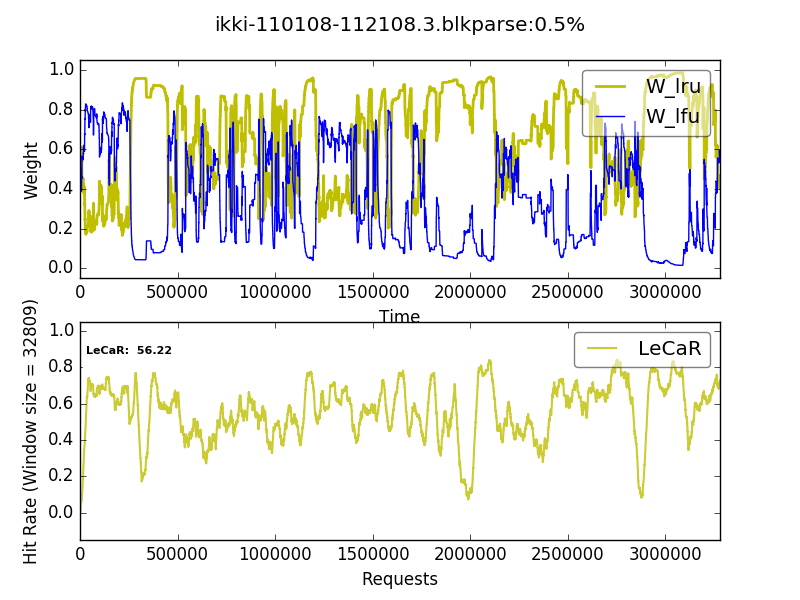 ikki-110108-112108.3.blkparse:0.5%
1.0
0.8
0.6
0.4
0.2
0.0
Weight
W_lru
W_lfu
0 500000 1000000 1500000 2000000 2500000 3000000
Time
1.0
0.8
0.6
0.4
0.2
0.0
Hit Rate (Window size = 32809)
LeCaR: 56.22
LeCaR
0 500000 1000000 1500000 2000000 2500000 3000000
Requests